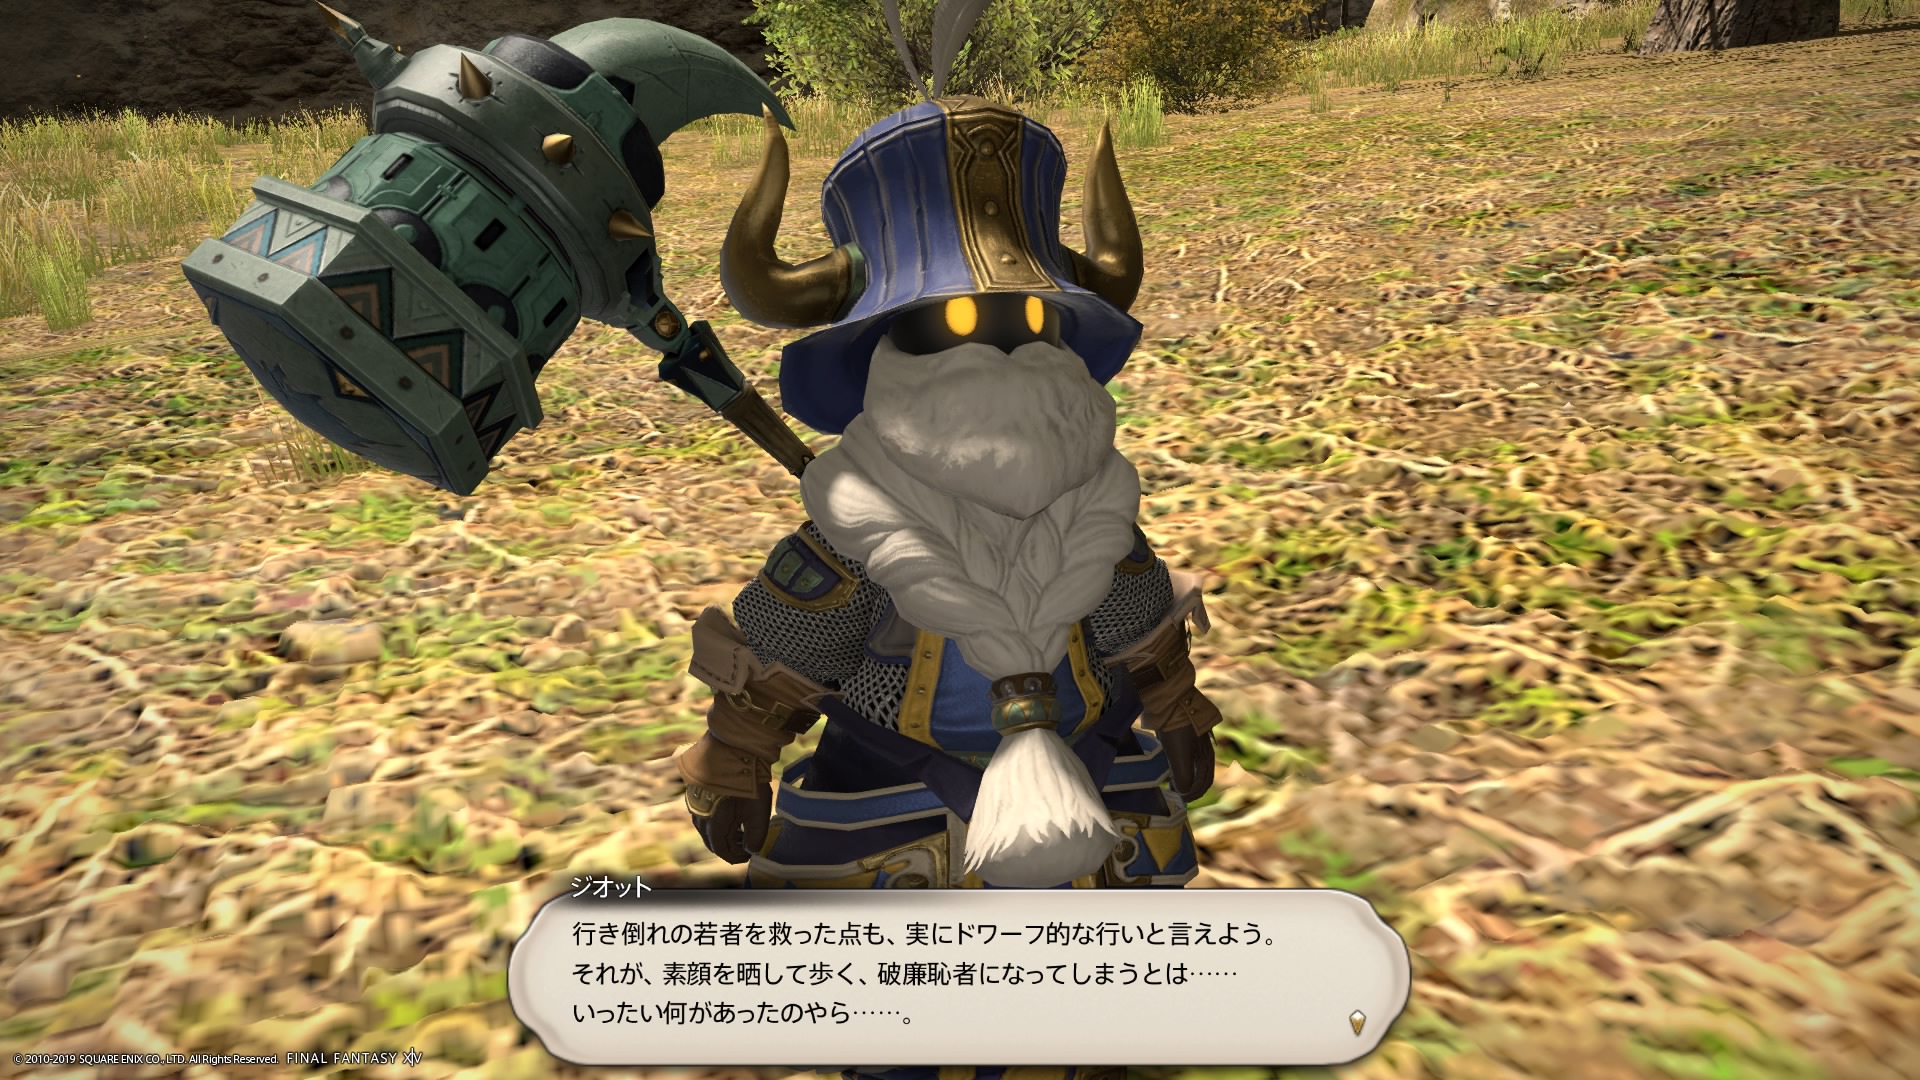 ジオット
行き倒れの若者を救った点も、実にドワーフ的な行いと言えよう。
それが、素顔を晒して歩く、破廉恥者になってしまうとは……
いったい何があったのやら……。
© 2010-2019 SQUARE ENIX CO., LTD. All Rights Reserved. FINAL FANTASY XIV